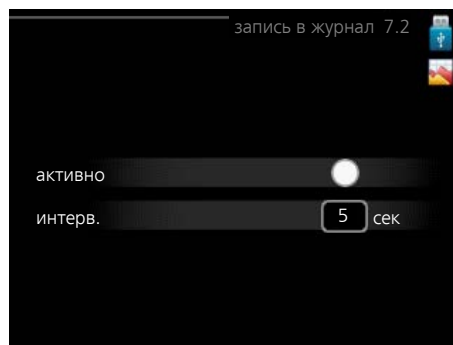 запись в журнал 7.2
активно
интерв. 5 сек